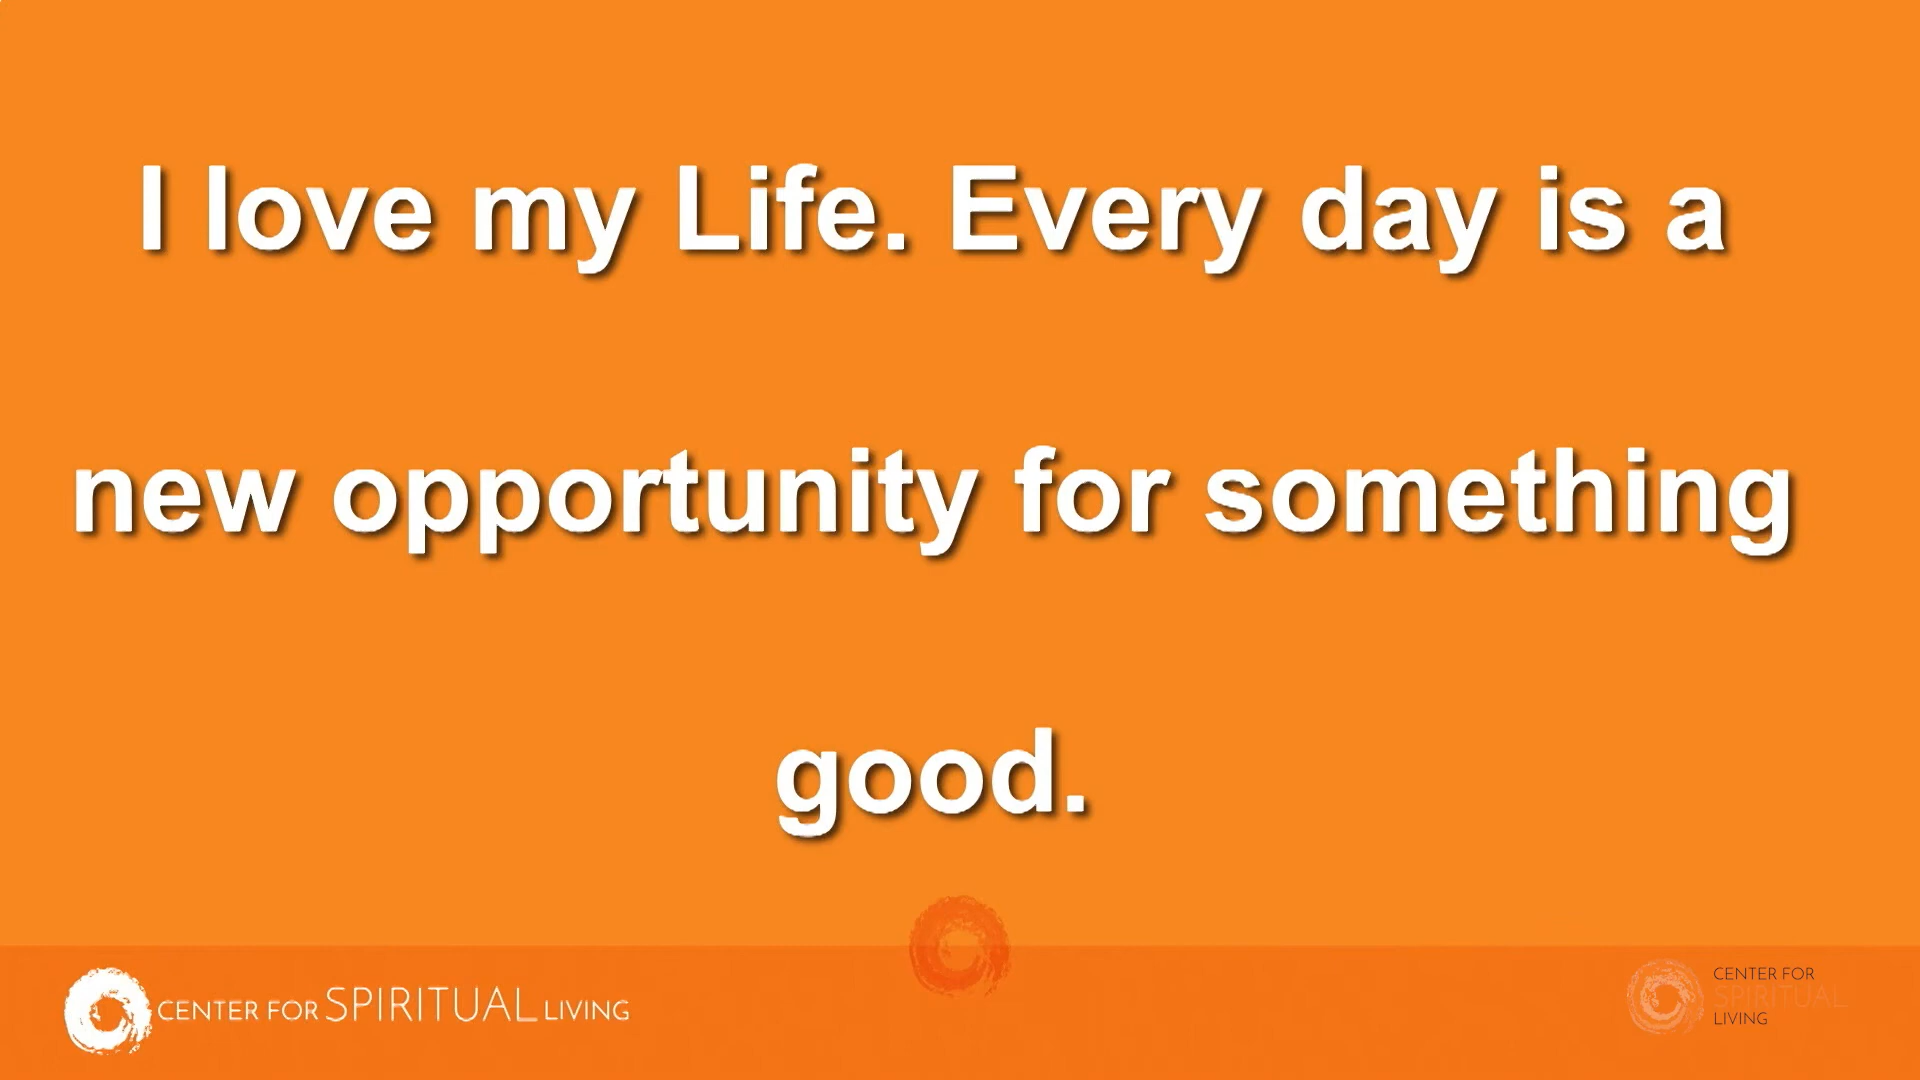 I love my Life. Every day is a
new opportunity for something
good.
CENTER FOR SPIRITUAL LIVING
CENTER FOR
SPIRITUAL
LIVING